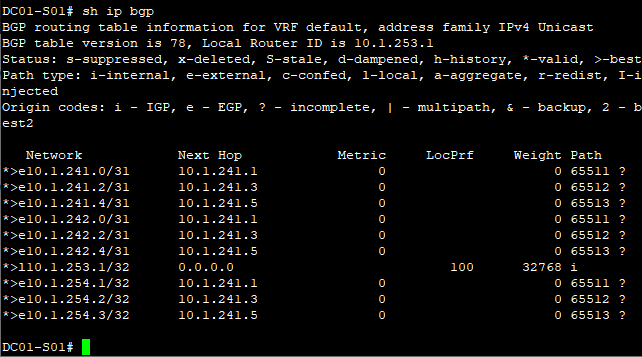 DC01-S01# sh ip bgp
BGP routing table information for VRF default, address family IPv4 Unicast
BGP table version is 78, Local Router ID is 10.1.253.1
Status: s-suppressed, x-deleted, S-stale, d-dampened, h-history, *-valid, >-best
Path type: i-internal, e-external, c-confed, l-local, a-aggregate, r-redist, I-i
njected
Origin codes: i - IGP, e - EGP, ? - incomplete, | - multipath, & - backup, 2 - b
est2
   Network            Next Hop            Metric     LocPrf     Weight Path
*>e10.1.241.0/31      10.1.241.1               0                     0 65511 ?
*>e10.1.241.2/31      10.1.241.3               0                     0 65512 ?
*>e10.1.241.4/31      10.1.241.5               0                     0 65513 ?
*>e10.1.242.0/31      10.1.241.1               0                     0 65511 ?
*>e10.1.242.2/31      10.1.241.3               0                     0 65512 ?
*>e10.1.242.4/31      10.1.241.5               0                     0 65513 ?
*>l10.1.253.1/32      0.0.0.0                           100      32768 i
*>e10.1.254.1/32      10.1.241.1               0                     0 65511 ?
*>e10.1.254.2/32      10.1.241.3               0                     0 65512 ?
*>e10.1.254.3/32      10.1.241.5               0                     0 65513 ?
DC01-S01#